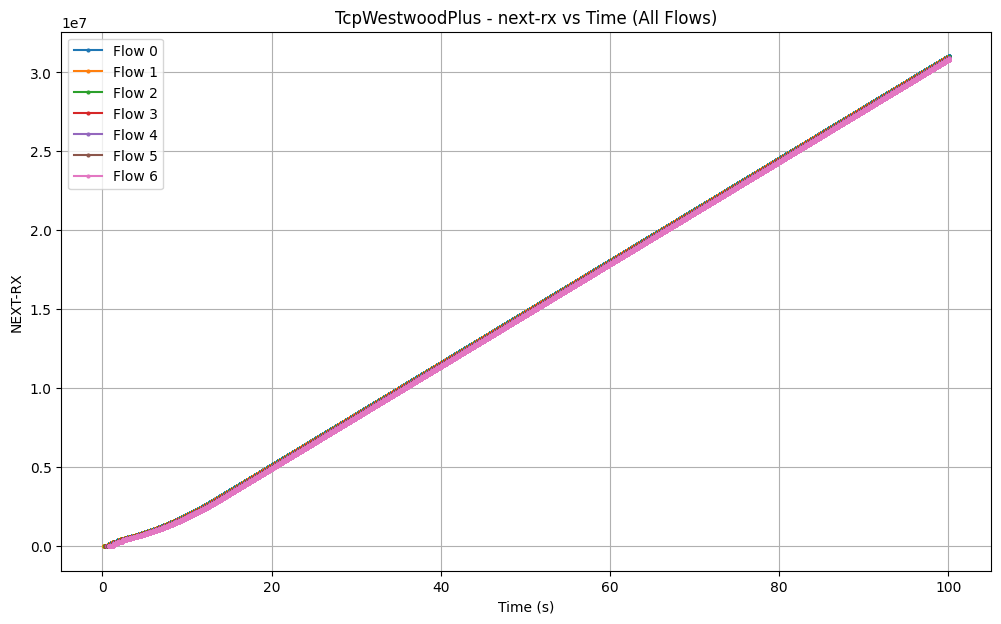 TcpWestwoodPlus - next-rx vs Time (All Flows)
1e7
Flow 0
Flow 1
Flow 2
Flow 3
Flow 4
Flow 5
Flow 6
3.0
2.5
2.0
1.5
1.0
0.5
0.0
NEXT-RX
0 20 40 60 80 100
Time (s)